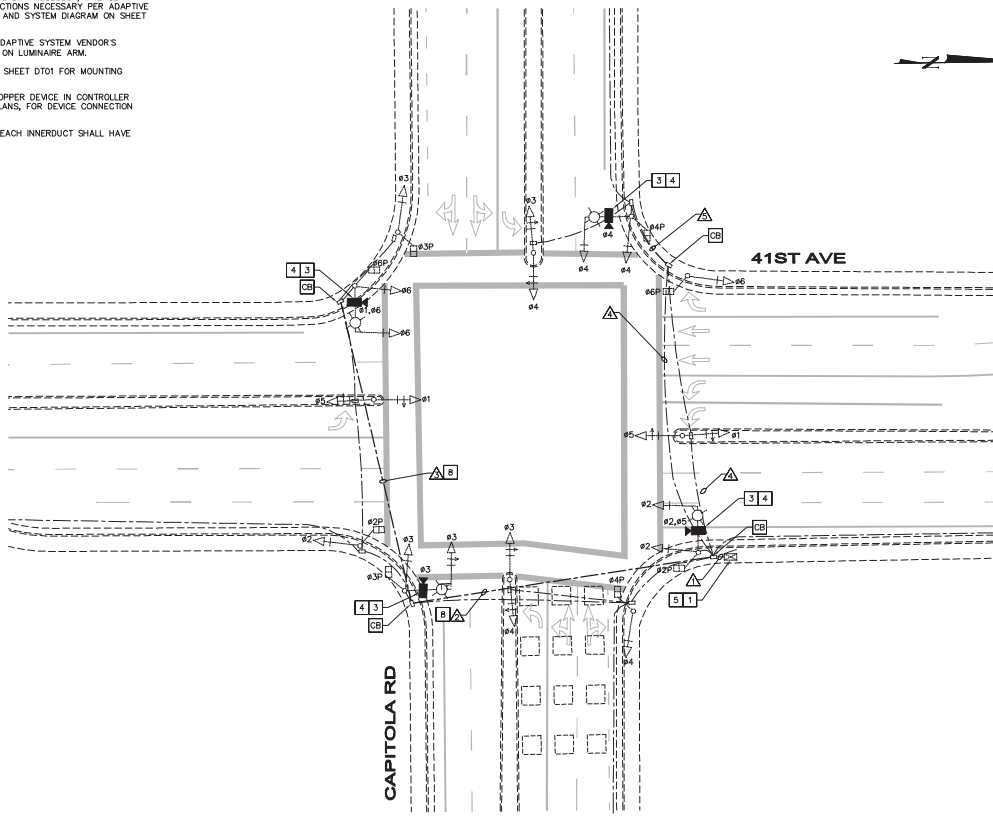 CTIONS NECESSARY PER ADAPTIVE
AND SYSTEM DIAGRAM ON SHEET
DAPTIVE SYSTEM VENDOR'S
ON LUMINAIRE ARM.
SHEET DT01 FOR MOUNTING
OPPER DEVICE IN CONTROLLER
LANS, FOR DEVICE CONNECTION
EACH INNERDUCT SHALL HAVE
3 4
ø3
ø3
5
ø4P
CB
ø4
ø3P
41ST AVE
ø4
ø4
ø6P
4 3
CB
ø6
ø6P
ø6
ø1,ø6
ø4
4
ø6
ø5
ø1
ø5
ø1
3 8
4
3 4
ø2
ø2,ø5
CB
ø2P
ø2
ø3
ø3
ø3
ø2
ø3P
ø3
ø4P
ø2P
1
4 3
8 2
5 1
CB
ø4
ø4
CAPITOLA RD